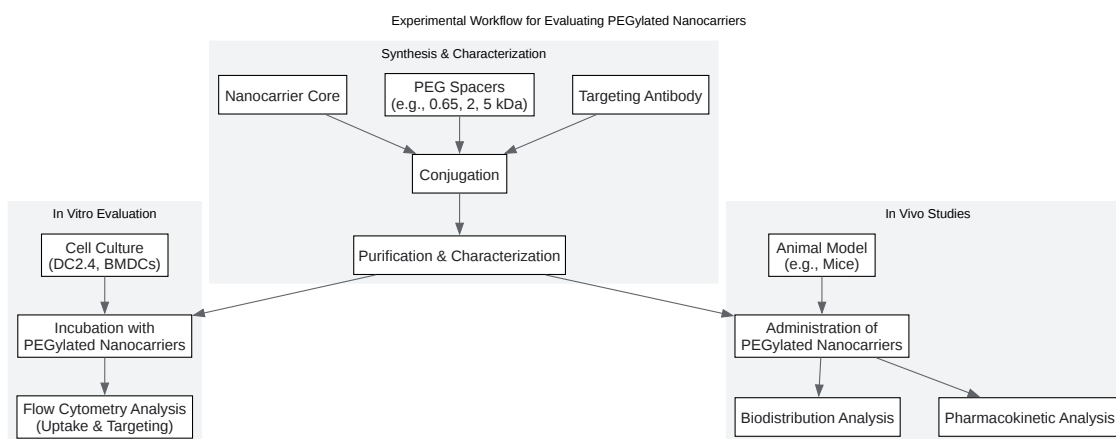 Experimental Workflow for Evaluating PEGylated Nanocarriers
Synthesis & Characterization
Nanocarrier Core
PEG Spacers
(e.g., 0.65, 2, 5 kDa)
Targeting Antibody
Conjugation
Purification & Characterization
In Vitro Evaluation
Cell Culture
(DC2.4, BMDCs)
Incubation with
PEGylated Nanocarriers
Flow Cytometry Analysis
(Uptake & Targeting)
In Vivo Studies
Animal Model
(e.g., Mice)
Administration of
PEGylated Nanocarriers
Biodistribution Analysis
Pharmacokinetic Analysis